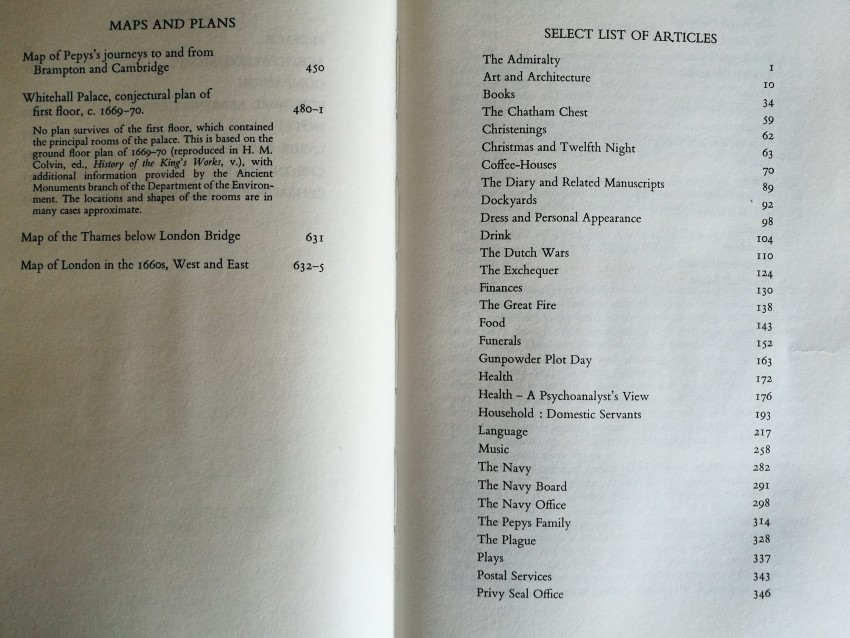 MAPS AND PLANS
Map of Pepys's journeys to and from
Brampton and Cambridge 450
Whitehall Palace, conjectural plan of
first floor, c. 1669-70. 480-1
No plan survives of the first floor, which contained
the principal rooms of the palace. This is based on the
ground floor plan of 1669-70 (reproduced in H. M.
Colvin, ed., History of the King's Works, v.), with
additional information provided by the Ancient
Monuments branch of the Department of the Environ-
ment. The locations and shapes of the rooms are in
many cases approximate.
Map of the Thames below London Bridge 631
Map of London in the 1660s, West and East 632-5
SELECT LIST OF ARTICLES
The Admiralty 1
Art and Architecture 10
Books 34
The Chatham Chest 59
Christenings 62
Christmas and Twelfth Night 63
Coffee-Houses 70
The Diary and Related Manuscripts 89
Dockyards 92
Dress and Personal Appearance 98
Drink 104
The Dutch Wars 110
The Exchequer 124
Finances 130
The Great Fire 138
Food 143
Funerals 152
Gunpowder Plot Day 163
Health 172
Health – A Psychoanalyst's View 176
Household : Domestic Servants 193
Language 217
Music 258
The Navy 282
The Navy Board 291
The Navy Office 298
The Pepys Family 314
The Plague 328
Plays 337
Postal Services 343
Privy Seal Office 346